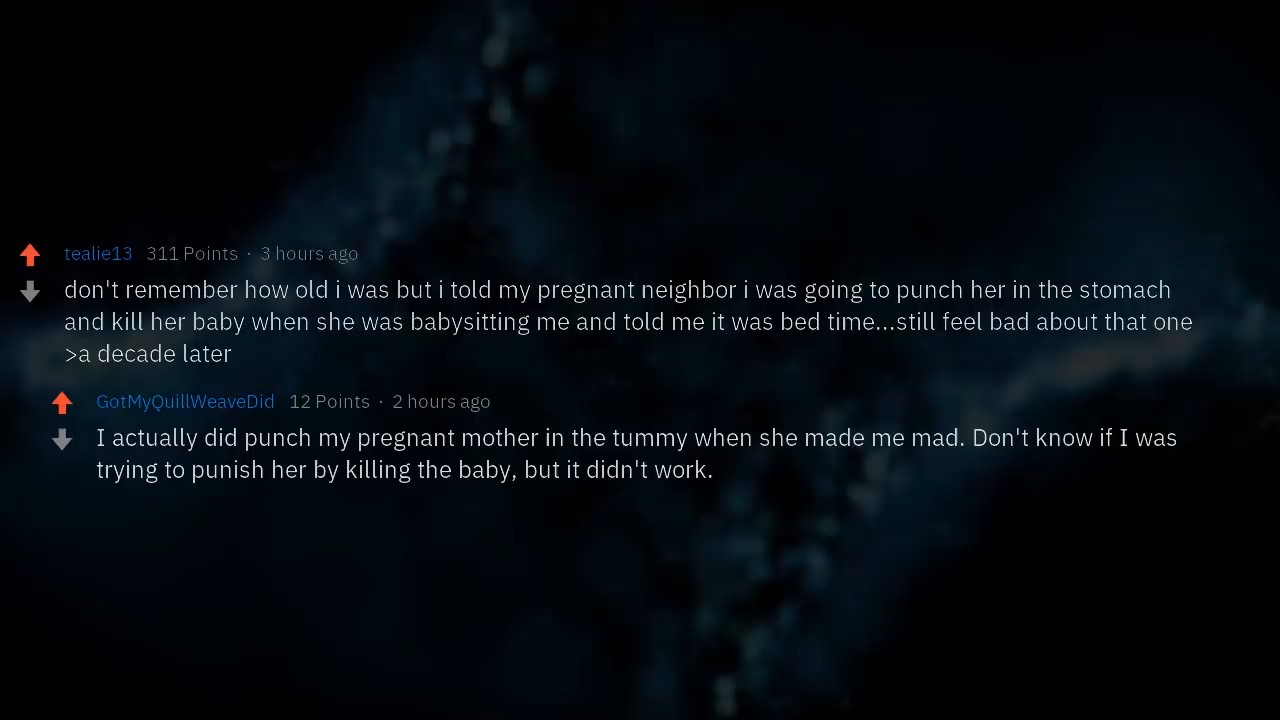 tealie13 311 Points · 3 hours ago
don't remember how old i was but i told my pregnant neighbor i was going to punch her in the stomach
and kill her baby when she was babysitting me and told me it was bed time...still feel bad about that one
>a decade later
GotMyQuillWeaveDid 12 Points · 2 hours ago
I actually did punch my pregnant mother in the tummy when she made me mad. Don't know if I was
trying to punish her by killing the baby, but it didn't work.